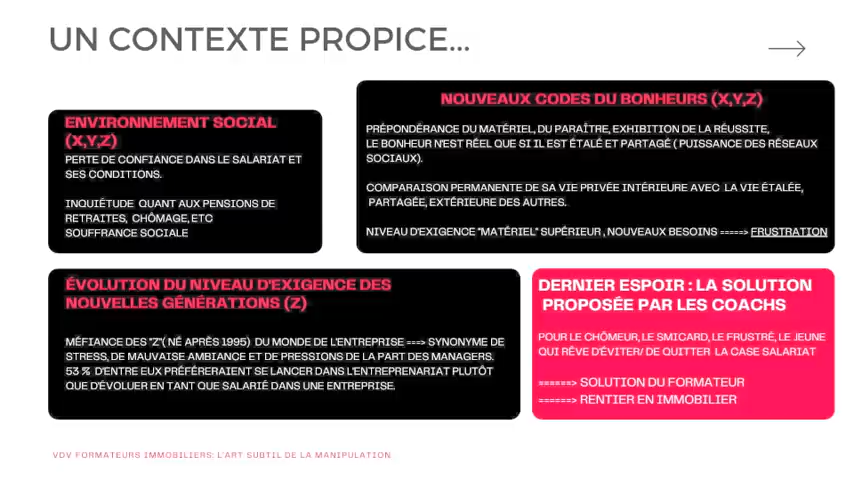 UN CONTEXTE PROPICE...
ENVIRONNEMENT SOCIAL
(X,Y,Z)
PERTE DE CONFIANCE DANS LE SALARIAT ET
SES CONDITIONS.
INQUIÉTUDE QUANT AUX PENSIONS DE
RETRAITES, CHÔMAGE, ETC
SOUFFRANCE SOCIALE
NOUVEAUX CODES DU BONHEURS (X,Y,Z)
PRÉPONDÉRANCE DU MATÉRIEL, DU PARAÎTRE, EXHIBITION DE LA RÉUSSITE,
LE BONHEUR N'EST RÉEL QUE SI IL EST ÉTALÉ ET PARTAGÉ ( PUISSANCE DES RÉSEAUX
SOCIAUX).
COMPARAISON PERMANENTE DE SA VIE PRIVÉE INTÉRIEURE AVEC LA VIE ÉTALÉE,
PARTAGÉE, EXTÉRIEURE DES AUTRES.
NIVEAU D'EXIGENCE "MATÉRIEL" SUPÉRIEUR , NOUVEAUX BESOINS =====> FRUSTRATION
ÉVOLUTION DU NIVEAU D'EXIGENCE DES
NOUVELLES GÉNÉRATIONS (Z)
MÉFIANCE DES "Z"( NÉ APRÈS 1995) DU MONDE DE L'ENTREPRISE ===> SYNONYME DE
STRESS, DE MAUVAISE AMBIANCE ET DE PRESSIONS DE LA PART DES MANAGERS.
53 % D'ENTRE EUX PRÉFÉRERAIENT SE LANCER DANS L'ENTREPRENARIAT PLUTÔT
QUE D'ÉVOLUER EN TANT QUE SALARIÉ DANS UNE ENTREPRISE.
DERNIER ESPOIR : LA SOLUTION
PROPOSÉE PAR LES COACHS
POUR LE CHÔMEUR, LE SMICARD, LE FRUSTRÉ, LE JEUNE
QUI RÊVE D'ÉVITER/ DE QUITTER LA CASE SALARIAT
======> SOLUTION DU FORMATEUR
======> RENTIER EN IMMOBILIER
VDV FORMATEURS IMMOBILIERS: L'ART SUBTIL DE LA MANIPULATION